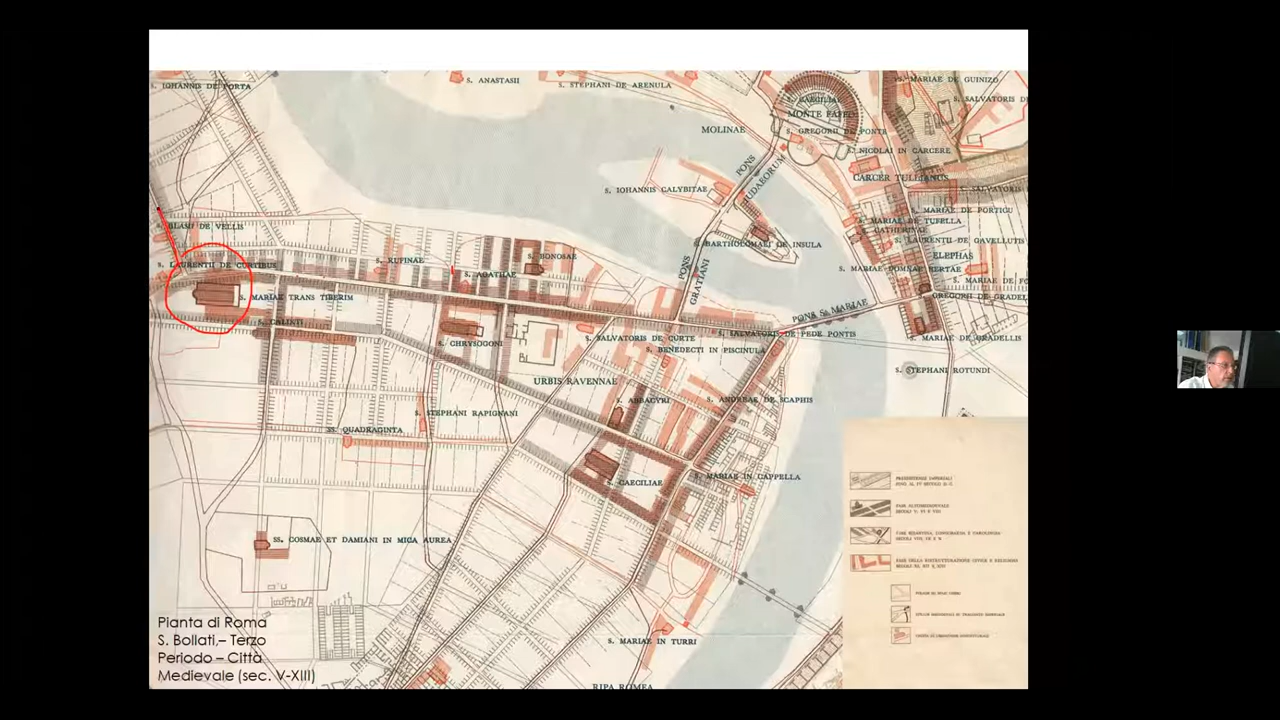 S. IOHANNIS DE PORTA
S. ANASTASII
S. STEPHANI DE ARENULA
S. MARIAE DE GUINIZO
S. SALVATORIS
MONTE
MOLINAE
S. GREGORII DE PONTE
S. NICOLAI IN CARCERE
PONS
IUDAEORUM
CARCER TULLIANUS
S. IOHANNIS CALYBITAE
S. SALVATORIS
S. MARIAE DE PORTICU
S. MARIAE DE TUFELLA
CATHERINAE
S. BLASII DE VELLIS
S. LAURENTII DE GAVELLUTIS
S. BARTHOLOMAEI DE INSULA
ELEPHAS
S. BONOSAE
S. RUFINAE
S. LAURENTII DE CURTIBUS
S. AGATHAE
PONS
GRATIANI
S. MARIAE DOMNAE BERTAE
S. MARIAE DE
S. MARIAE TRANS TIBERIM
GREGORII DE GRADELLIS
PONS S. MARIAE
S. CALIXTI
S. CHRYSOGONI
S. SALVATORIS DE CURTE
S. SALVATORIS DE PEDE PONTIS
S. MARIAE DE GRADELLIS
S. BENEDICTI IN PISCINULA
S. STEPHANI ROTUNDI
URBIS RAVENNAE
S. ABBACYRI
S. ANDREAE DE SCAPHIS
S. STEPHANI RAPIGNANI
SS. QUADRAGINTA
S. CAECILIAE
S. MARIAE IN CAPPELLA
SS. COSMAE ET DAMIANI IN MICA AUREA
S. MARIAE IN TURRI
RIPA ROMEA
Pianta di Roma
S. Bollati,– Terzo
Periodo – Città
Medievale (sec. V-XIII)